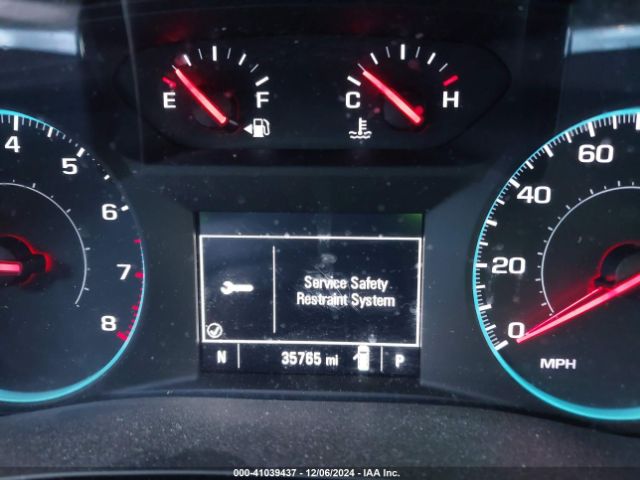 E F
C H
4
5
6
7
8
60
40
20
0
MPH
Service Safety
Restraint System
N 35765 mi P
000-41039437 - 12/06/2024 - IAA Inc.